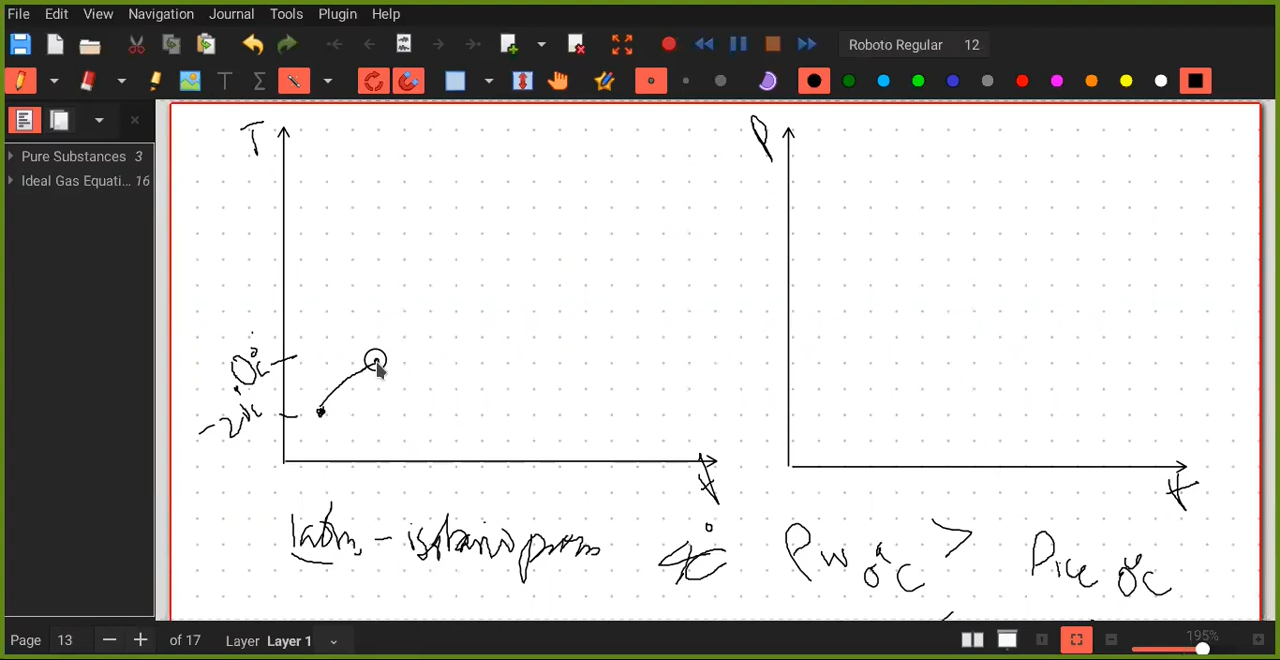 File Edit View Navigation Journal Tools Plugin Help
Roboto Regular 12
Pure Substances 3
Ideal Gas Equati... 16
T P
0°C
-20°C
V V
1atm - isobaric process 4°C ρw 0°C > ρice 0°C
Page 13 of 17 Layer Layer 1 195%